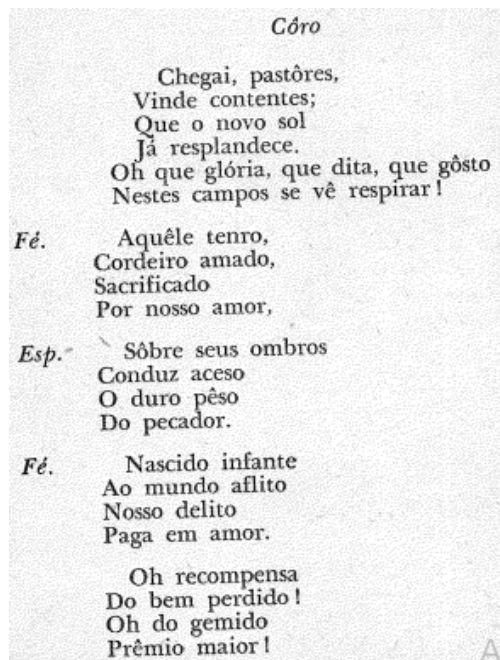 Côro
Chegai, pastôres,
Vinde contentes;
Que o novo sol
Já resplandece.
Oh que glória, que dita, que gôsto
Nestes campos se vê respirar!
Fé. Aquêle tenro,
Cordeiro amado,
Sacrificado
Por nosso amor,
Esp. Sôbre seus ombros
Conduz aceso
O duro pêso
Do pecador.
Fé. Nascido infante
Ao mundo aflito
Nosso delito
Paga em amor.
Oh recompensa
Do bem perdido!
Oh do gemido
Prêmio maior!
A